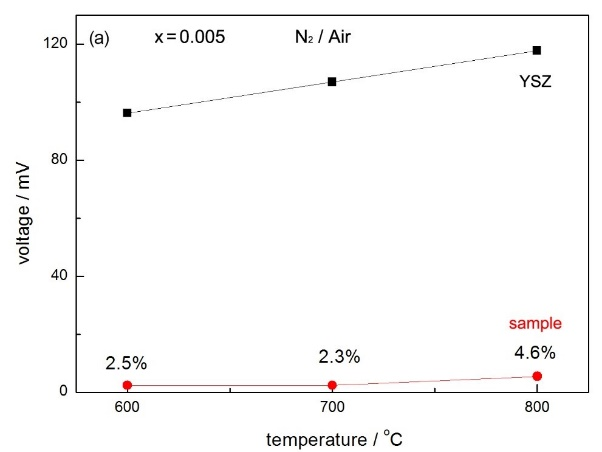 (a) x = 0.005 N₂ / Air
120
YSZ
80
voltage / mV
40
sample
2.5% 2.3% 4.6%
0
600 700 800
temperature / °C